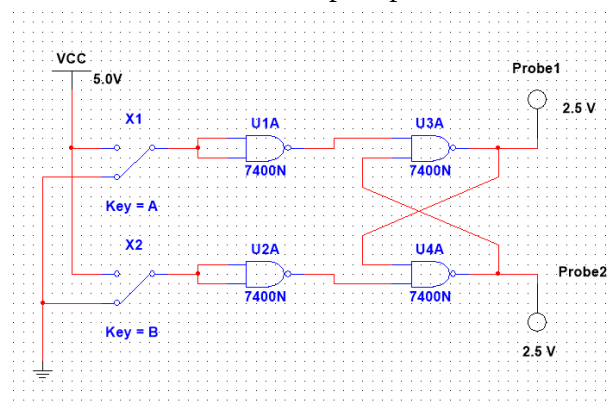 VCC
5.0V
Probe1
2.5 V
X1
U1A
U3A
7400N
7400N
Key = A
X2
U2A
U4A
Probe2
7400N
7400N
Key = B
2.5 V